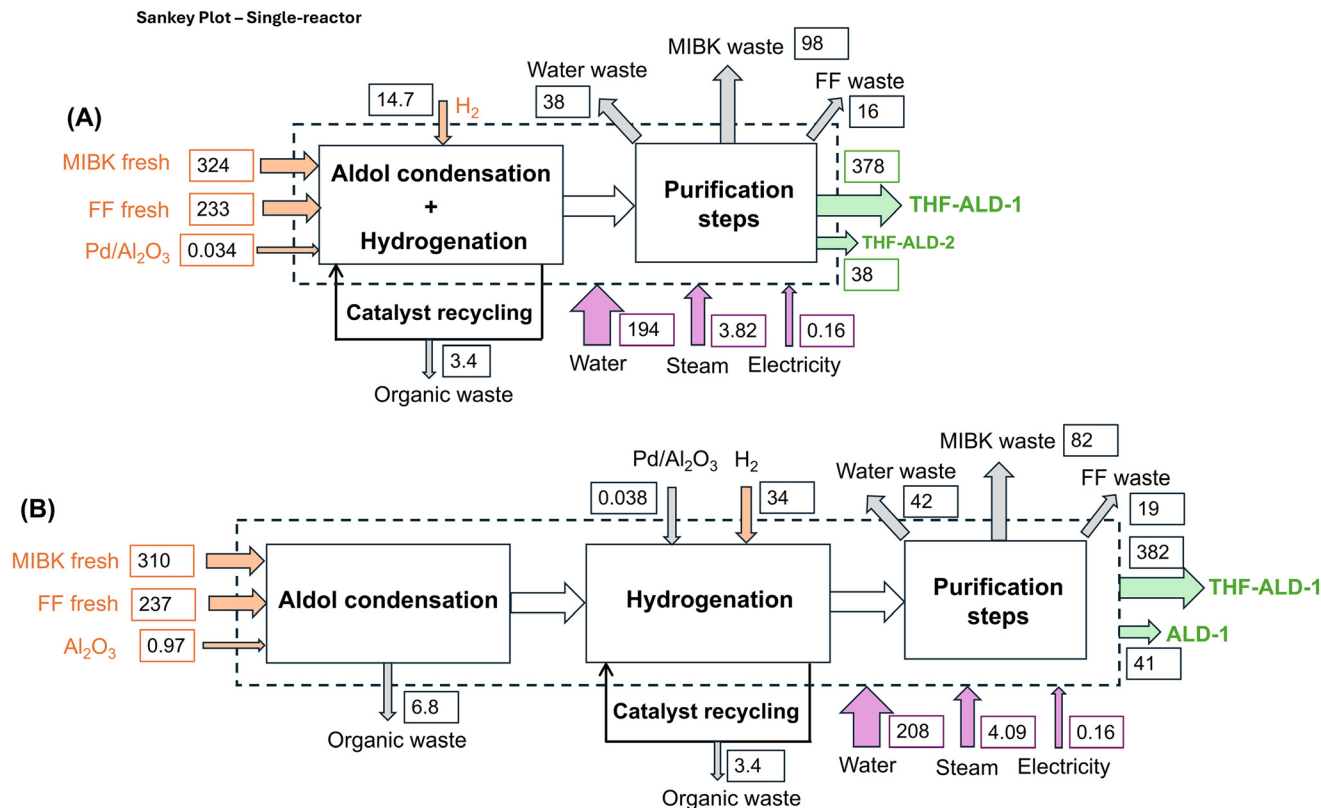 Sankey Plot – Single-reactor
(A)
MIBK waste
98
Water waste
38
FF waste
16
14.7
H₂
MIBK fresh
324
FF fresh
233
Pd/Al₂O₃
0.034
Aldol condensation
+
Hydrogenation
Purification
steps
378
THF-ALD-1
THF-ALD-2
38
Catalyst recycling
3.4
Organic waste
194
Water
3.82
Steam
0.16
Electricity
(B)
MIBK waste
82
Pd/Al₂O₃
H₂
0.038
34
Water waste
42
FF waste
19
MIBK fresh
310
FF fresh
237
Al₂O₃
0.97
Aldol condensation
Hydrogenation
Purification
steps
382
THF-ALD-1
ALD-1
41
6.8
Organic waste
Catalyst recycling
3.4
Organic waste
208
Water
4.09
Steam
0.16
Electricity